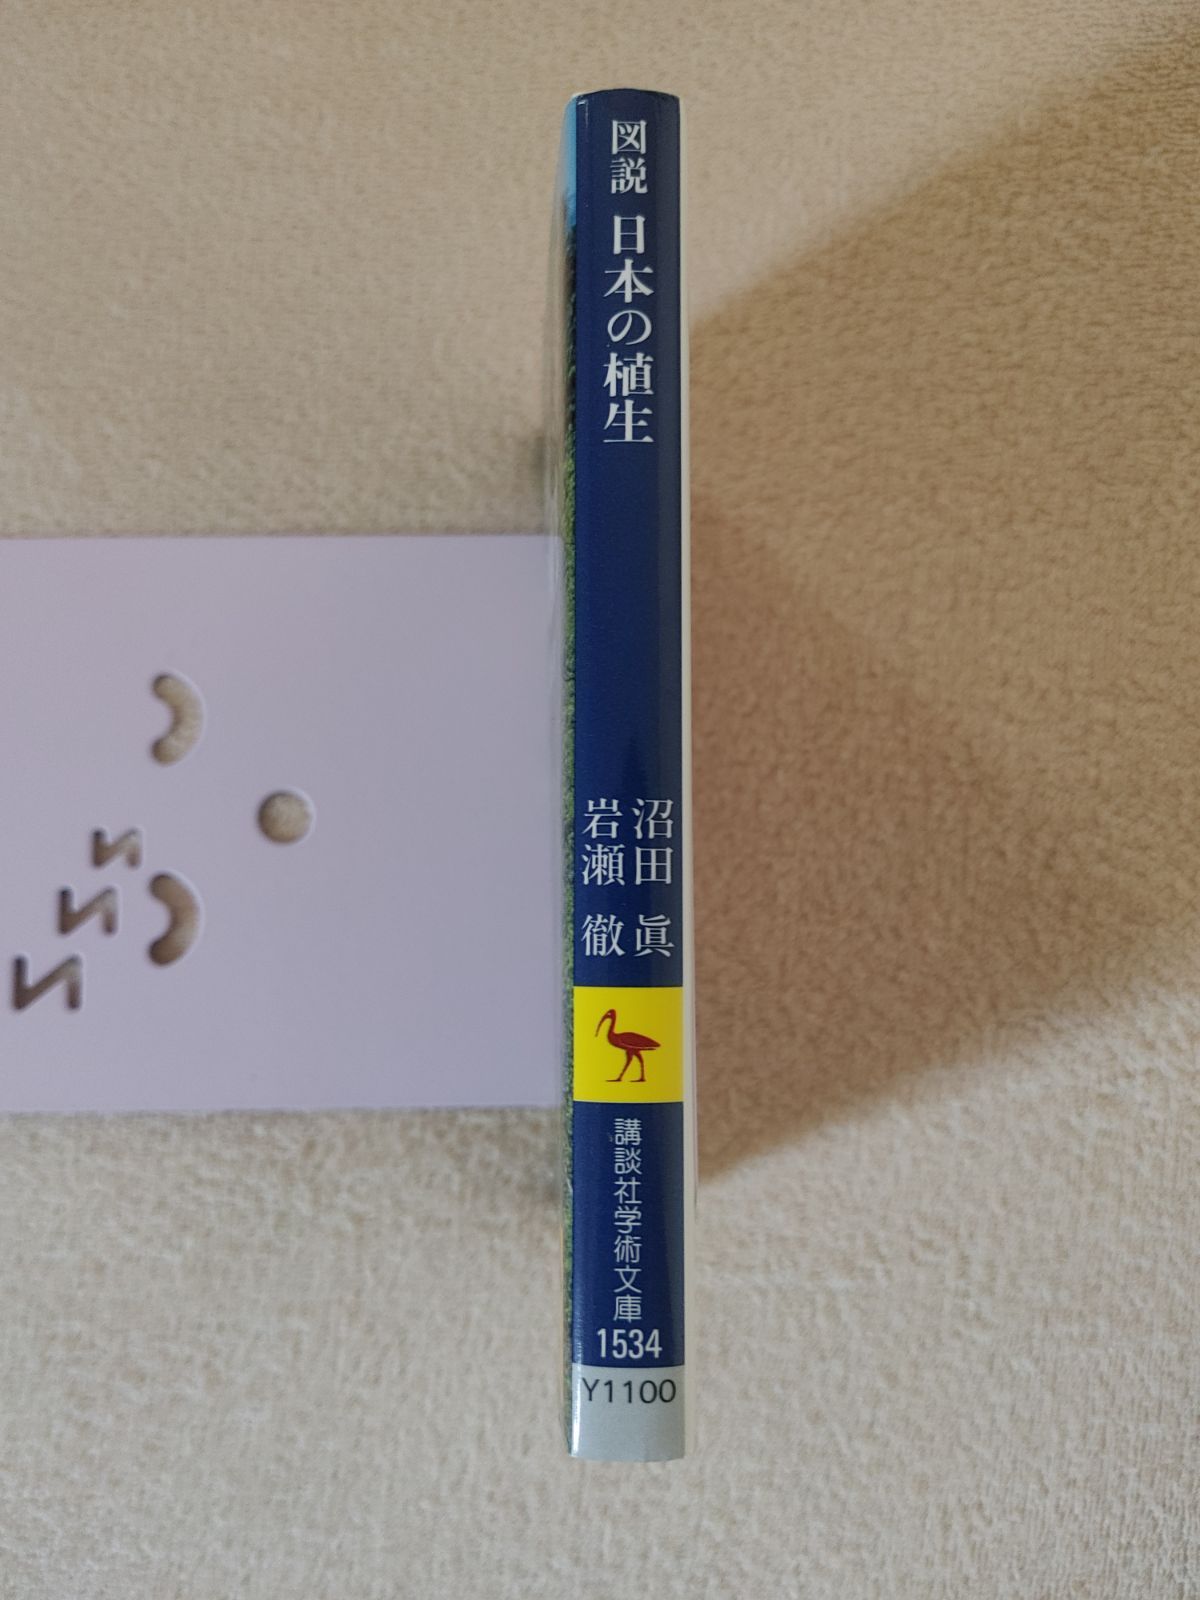 図説 日本の植生
沼田 眞
岩瀬 徹
講談社学術文庫
1534
Y1100